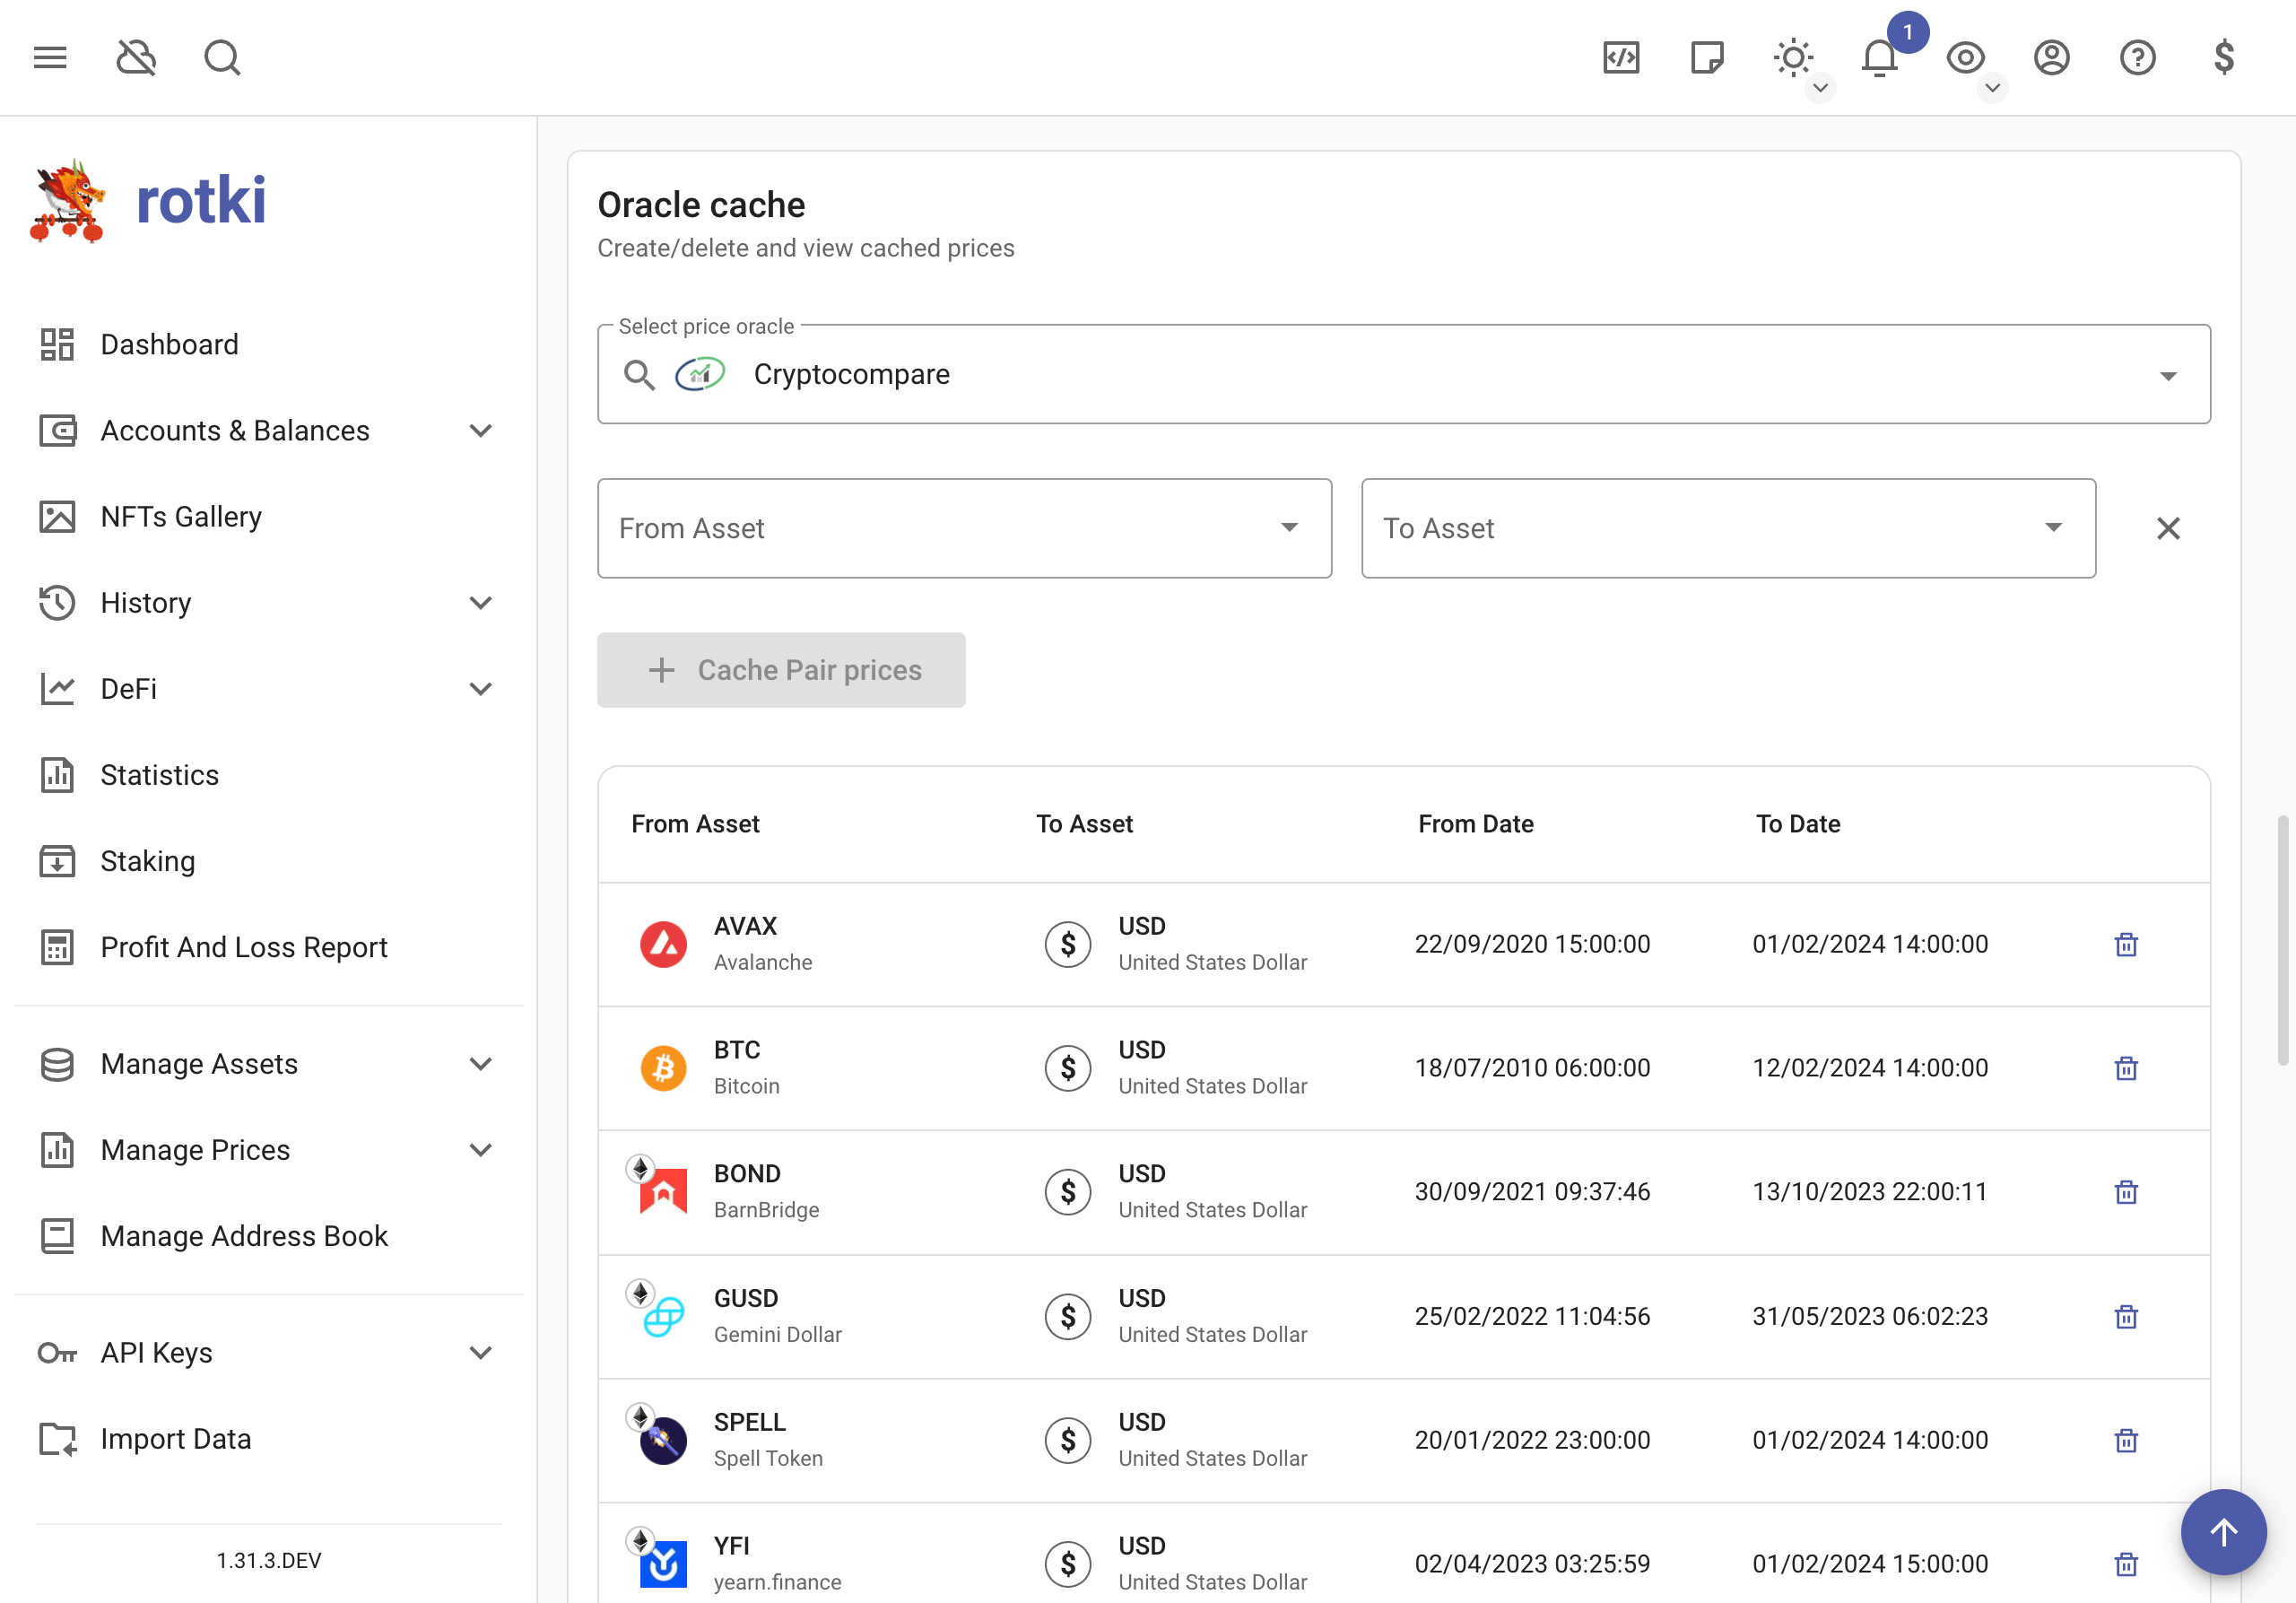 1
rotki
Dashboard
Accounts & Balances
NFTs Gallery
History
DeFi
Statistics
Staking
Profit And Loss Report
Manage Assets
Manage Prices
Manage Address Book
API Keys
Import Data
1.31.3.DEV
Oracle cache
Create/delete and view cached prices
Select price oracle
Cryptocompare
From Asset To Asset
Cache Pair prices
From Asset To Asset From Date To Date
AVAX USD 22/09/2020 15:00:00 01/02/2024 14:00:00
Avalanche United States Dollar
BTC USD 18/07/2010 06:00:00 12/02/2024 14:00:00
Bitcoin United States Dollar
BOND USD 30/09/2021 09:37:46 13/10/2023 22:00:11
BarnBridge United States Dollar
GUSD USD 25/02/2022 11:04:56 31/05/2023 06:02:23
Gemini Dollar United States Dollar
SPELL USD 20/01/2022 23:00:00 01/02/2024 14:00:00
Spell Token United States Dollar
YFI USD 02/04/2023 03:25:59 01/02/2024 15:00:00
yearn.finance United States Dollar